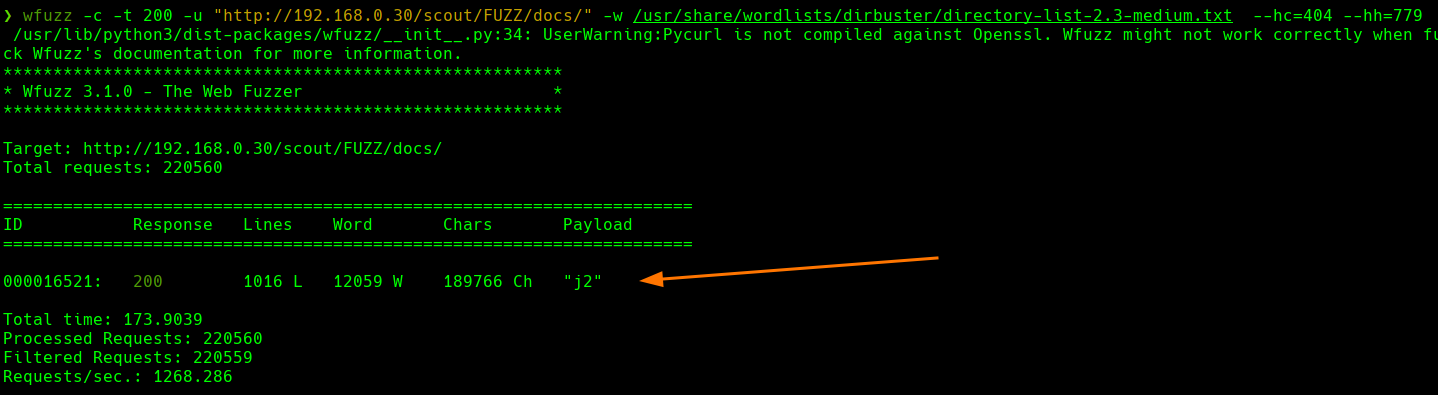 ❯ wfuzz -c -t 200 -u "http://192.168.0.30/scout/FUZZ/docs/" -w /usr/share/wordlists/dirbuster/directory-list-2.3-medium.txt  --hc=404 --hh=779
 /usr/lib/python3/dist-packages/wfuzz/__init__.py:34: UserWarning:Pycurl is not compiled against Openssl. Wfuzz might not work correctly when fu
ck Wfuzz's documentation for more information.
********************************************************
* Wfuzz 3.1.0 - The Web Fuzzer                         *
********************************************************
Target: http://192.168.0.30/scout/FUZZ/docs/
Total requests: 220560
=====================================================================
ID           Response   Lines    Word       Chars       Payload
=====================================================================
000016521:   200        1016 L   12059 W    189766 Ch   "j2"
Total time: 173.9039
Processed Requests: 220560
Filtered Requests: 220559
Requests/sec.: 1268.286